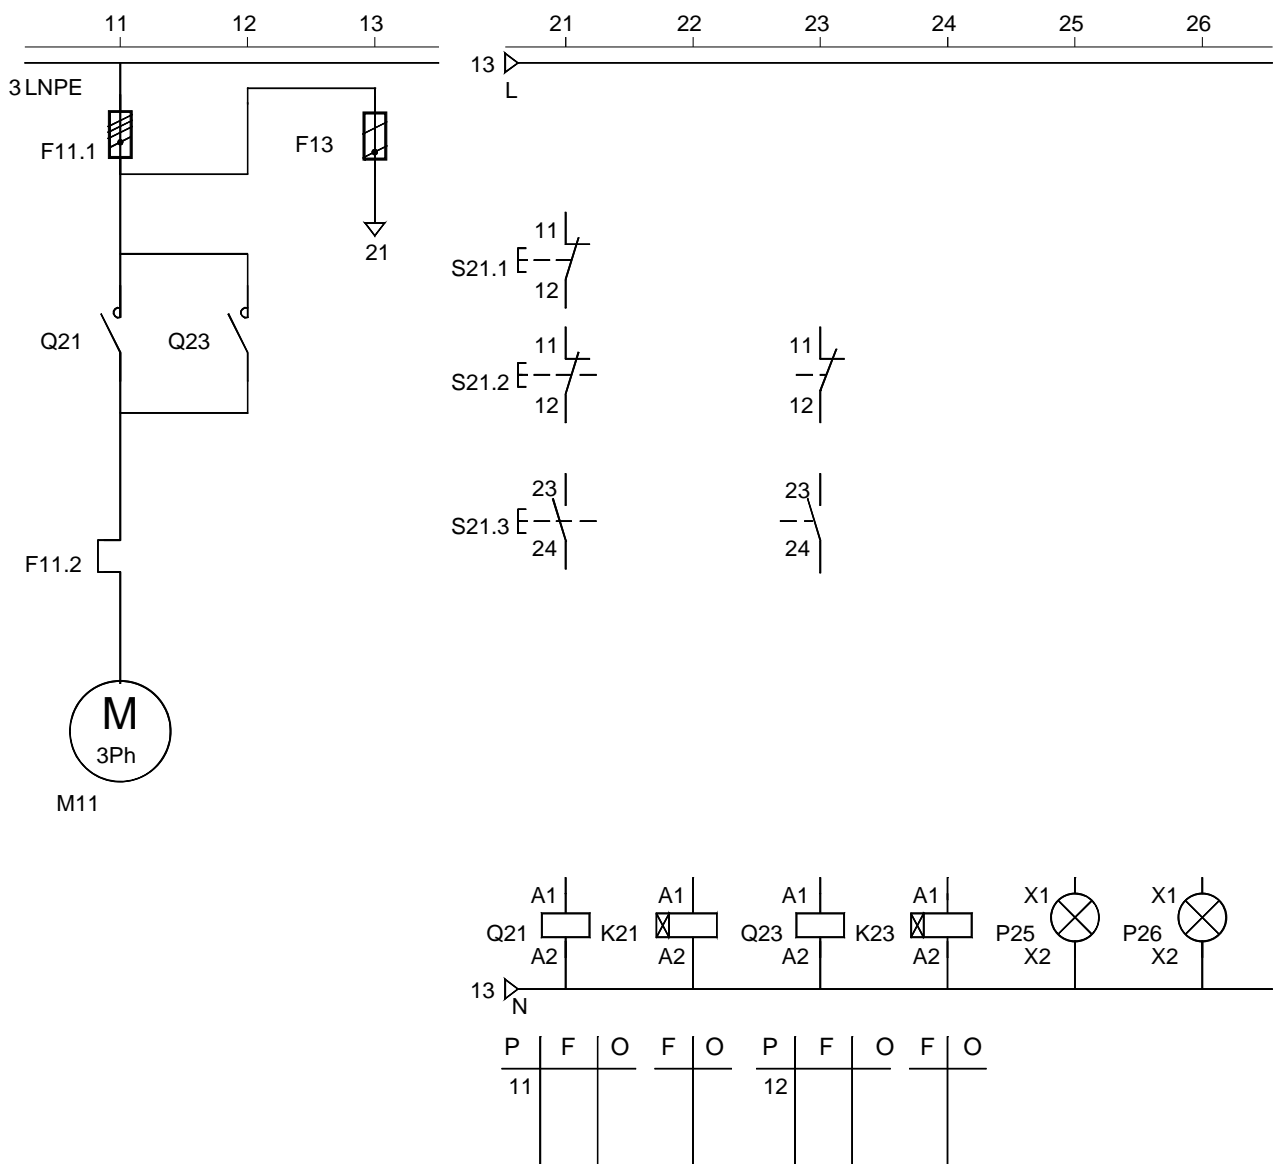 11 12 13 21 22 23 24 25 26
13
L
3 LNPE
F11.1
F13
21
11
S21.1
12
Q21
Q23
11
11
S21.2
12
12
23
23
S21.3
24
24
F11.2
M
3Ph
M11
A1 A1 A1 A1 X1 X1
Q21 K21 Q23 K23 P25 P26
A2 A2 A2 A2 X2 X2
13
N
P F O F O P F O F O
11 12